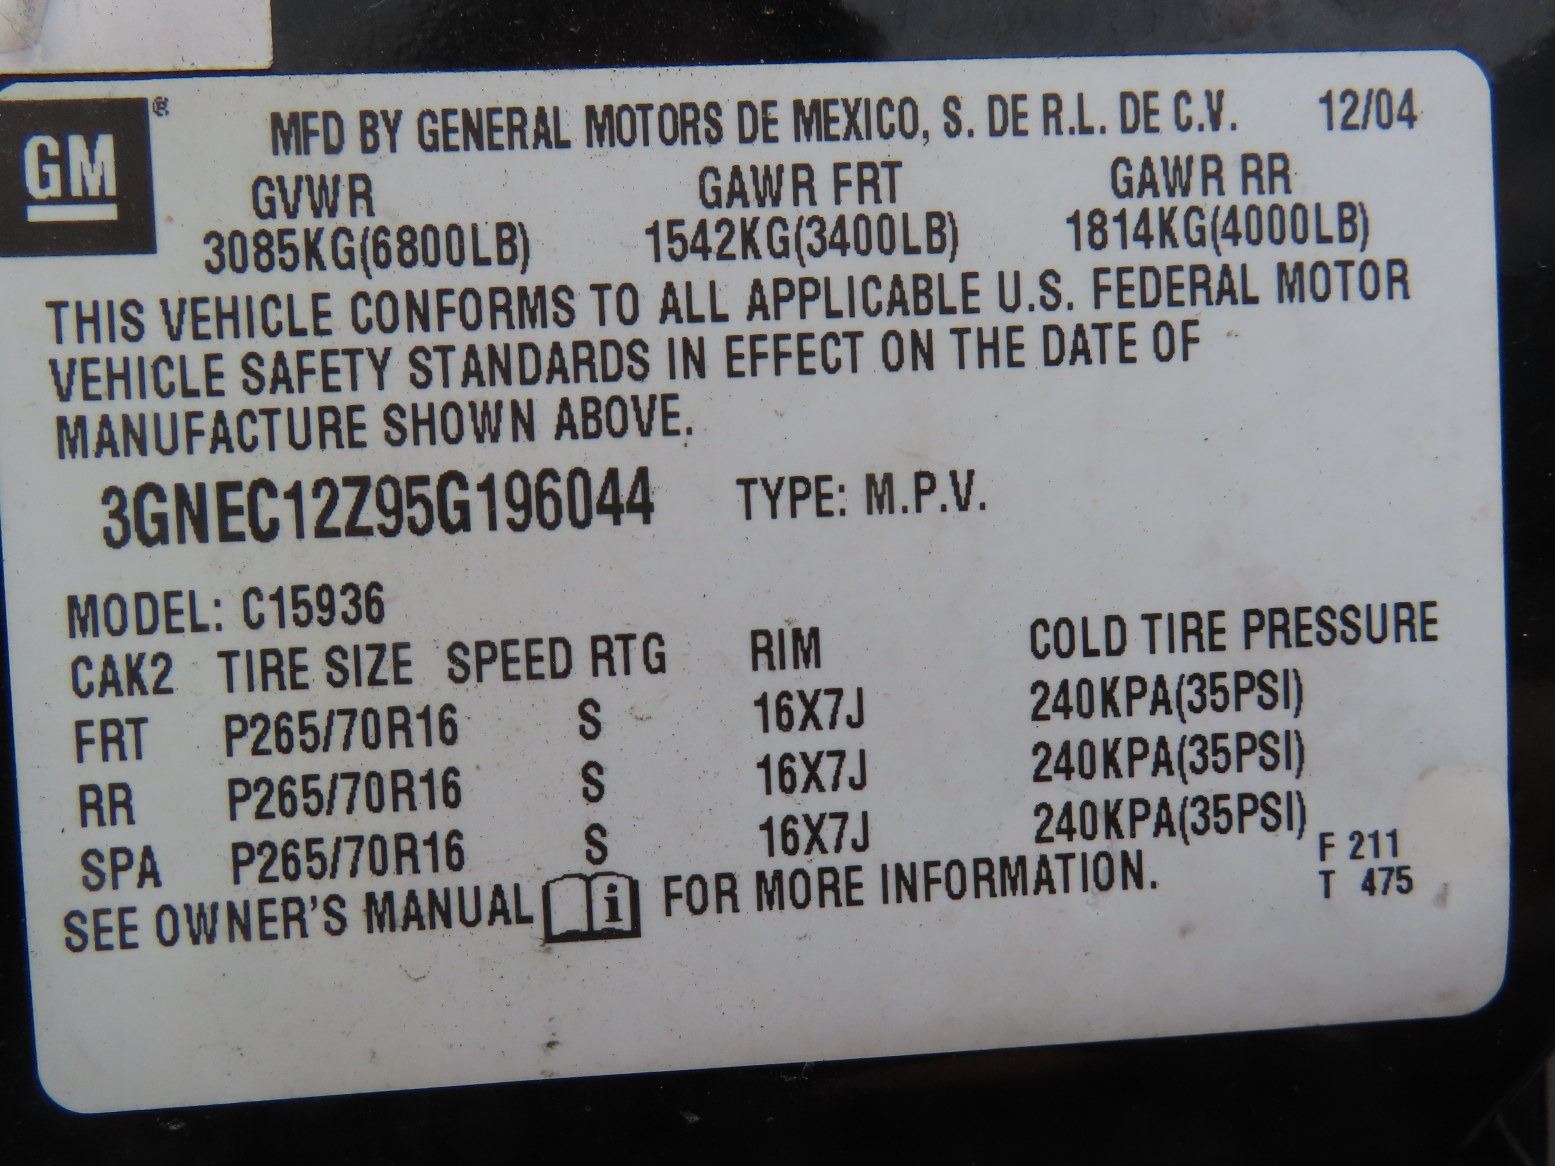 GM ®
MFD BY GENERAL MOTORS DE MEXICO, S. DE R.L. DE C.V. 12/04
GVWR GAWR FRT GAWR RR
3085KG(6800LB) 1542KG(3400LB) 1814KG(4000LB)
THIS VEHICLE CONFORMS TO ALL APPLICABLE U.S. FEDERAL MOTOR
VEHICLE SAFETY STANDARDS IN EFFECT ON THE DATE OF
MANUFACTURE SHOWN ABOVE.
3GNEC12Z95G196044 TYPE: M.P.V.
MODEL: C15936
CAK2 TIRE SIZE SPEED RTG RIM COLD TIRE PRESSURE
FRT P265/70R16 S 16X7J 240KPA(35PSI)
RR P265/70R16 S 16X7J 240KPA(35PSI)
SPA P265/70R16 S 16X7J 240KPA(35PSI)
SEE OWNER'S MANUAL i FOR MORE INFORMATION.
F 211
T 475